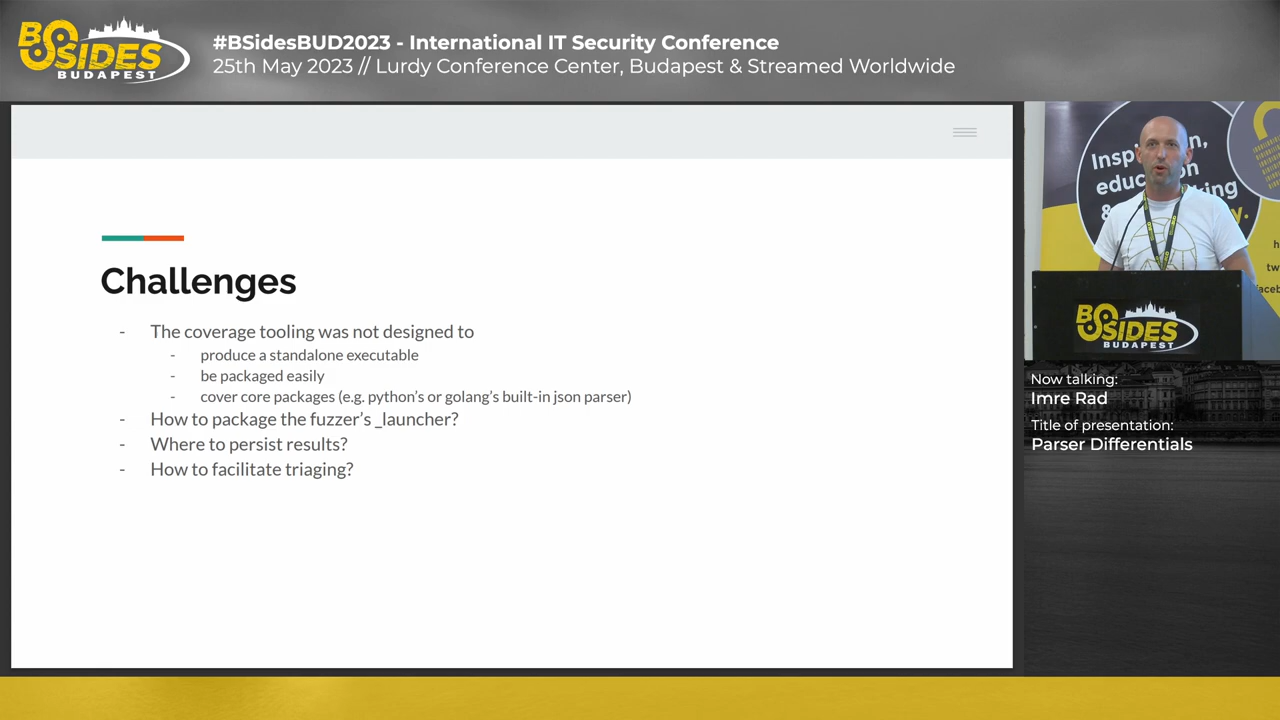 BSIDES
BUDAPEST
#BSidesBUD2023 - International IT Security Conference
25th May 2023 // Lurdy Conference Center, Budapest & Streamed Worldwide
Challenges
- The coverage tooling was not designed to
- produce a standalone executable
- be packaged easily
- cover core packages (e.g. python's or golang's built-in json parser)
- How to package the fuzzer's _launcher?
- Where to persist results?
- How to facilitate triaging?
BSIDES
BUDAPEST
Now talking:
Imre Rad
Title of presentation:
Parser Differentials